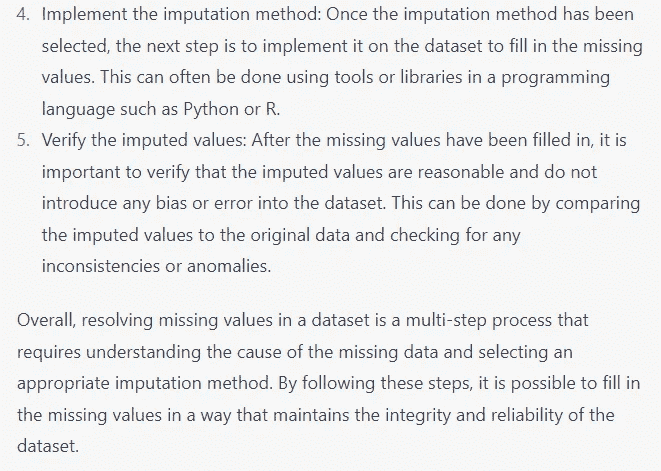 4. Implement the imputation method: Once the imputation method has been
selected, the next step is to implement it on the dataset to fill in the missing
values. This can often be done using tools or libraries in a programming
language such as Python or R.
5. Verify the imputed values: After the missing values have been filled in, it is
important to verify that the imputed values are reasonable and do not
introduce any bias or error into the dataset. This can be done by comparing
the imputed values to the original data and checking for any
inconsistencies or anomalies.
Overall, resolving missing values in a dataset is a multi-step process that
requires understanding the cause of the missing data and selecting an
appropriate imputation method. By following these steps, it is possible to fill in
the missing values in a way that maintains the integrity and reliability of the
dataset.